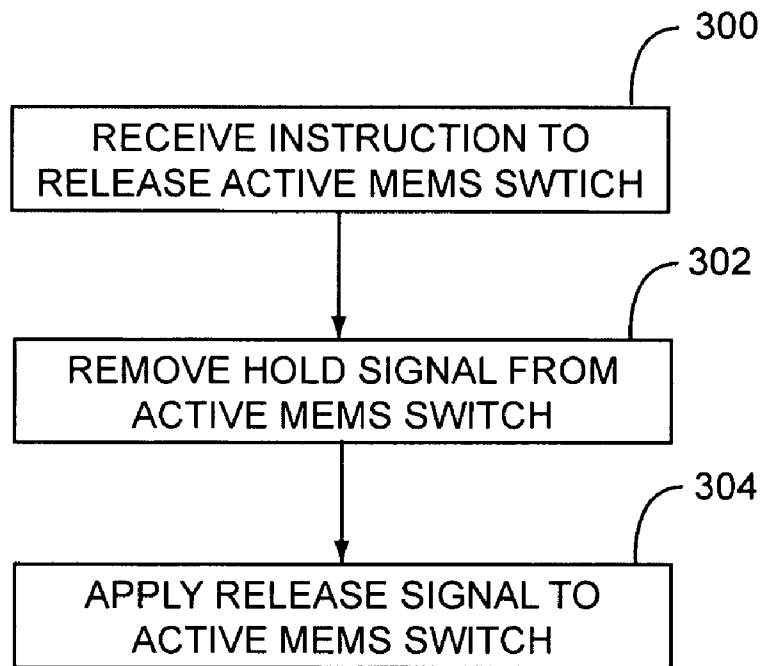 300
RECEIVE INSTRUCTION TO
RELEASE ACTIVE MEMS SWTICH
302
REMOVE HOLD SIGNAL FROM
ACTIVE MEMS SWITCH
304
APPLY RELEASE SIGNAL TO
ACTIVE MEMS SWITCH